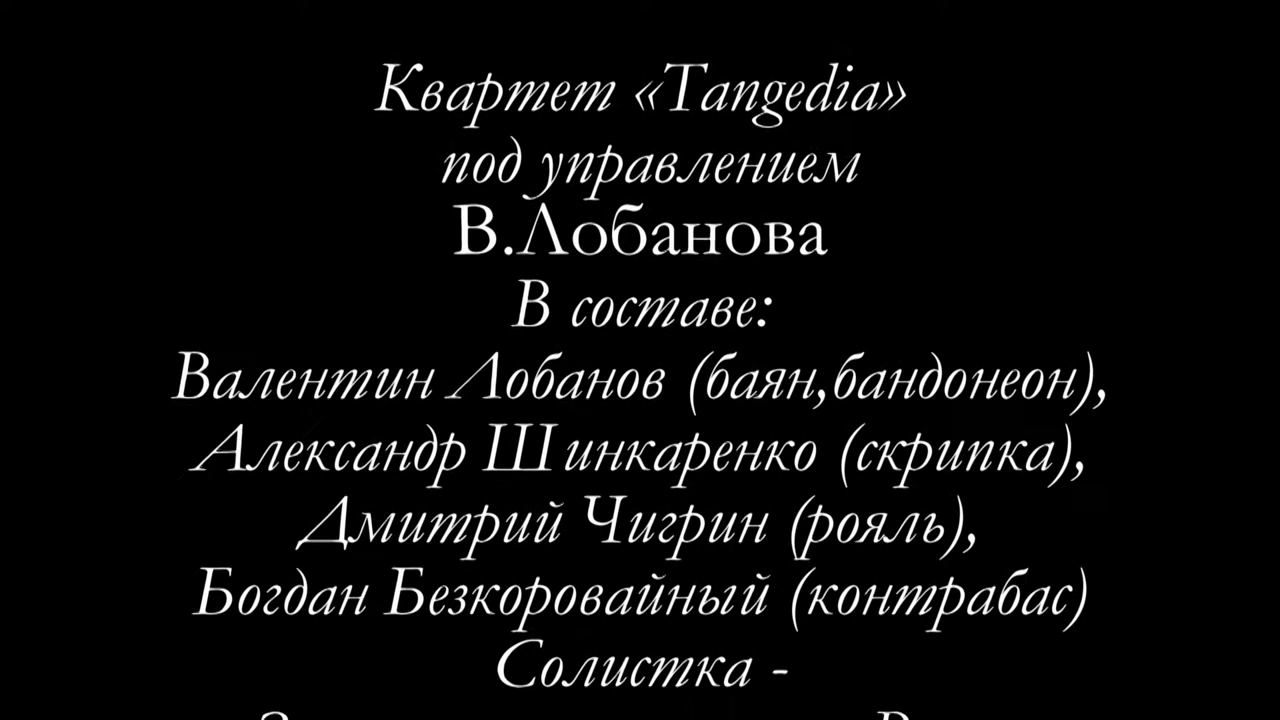 Квартет «Tangedia»
под управлением
В.Лобанова
В составе:
Валентин Лобанов (баян,бандонеон),
Александр Шинкаренко (скрипка),
Дмитрий Чигрин (рояль),
Богдан Безкоровайный (контрабас)
Солистка -